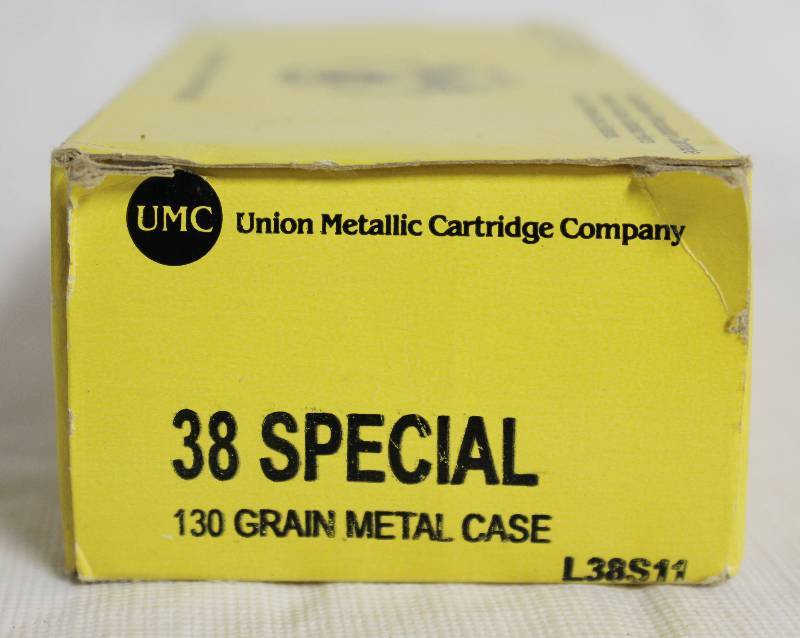 UMC
Union Metallic Cartridge Company
38 SPECIAL
130 GRAIN METAL CASE
L38S11